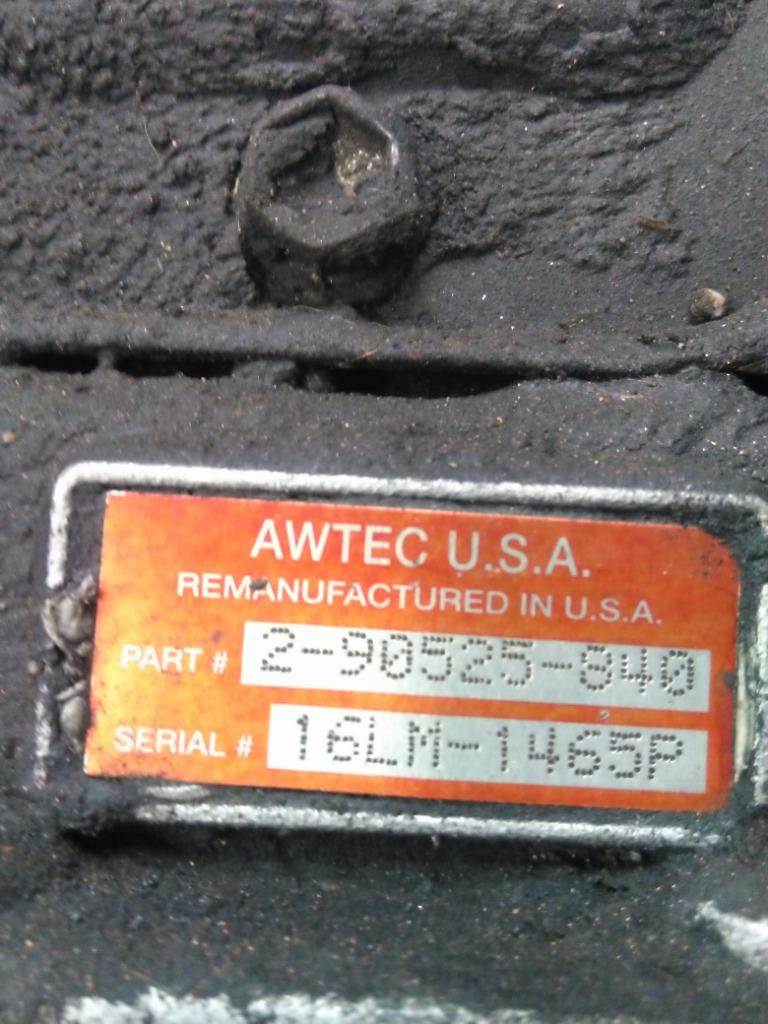 AWTEC U.S.A.
REMANUFACTURED IN U.S.A.
PART # 2-90525-840
SERIAL # 16LM-1465P